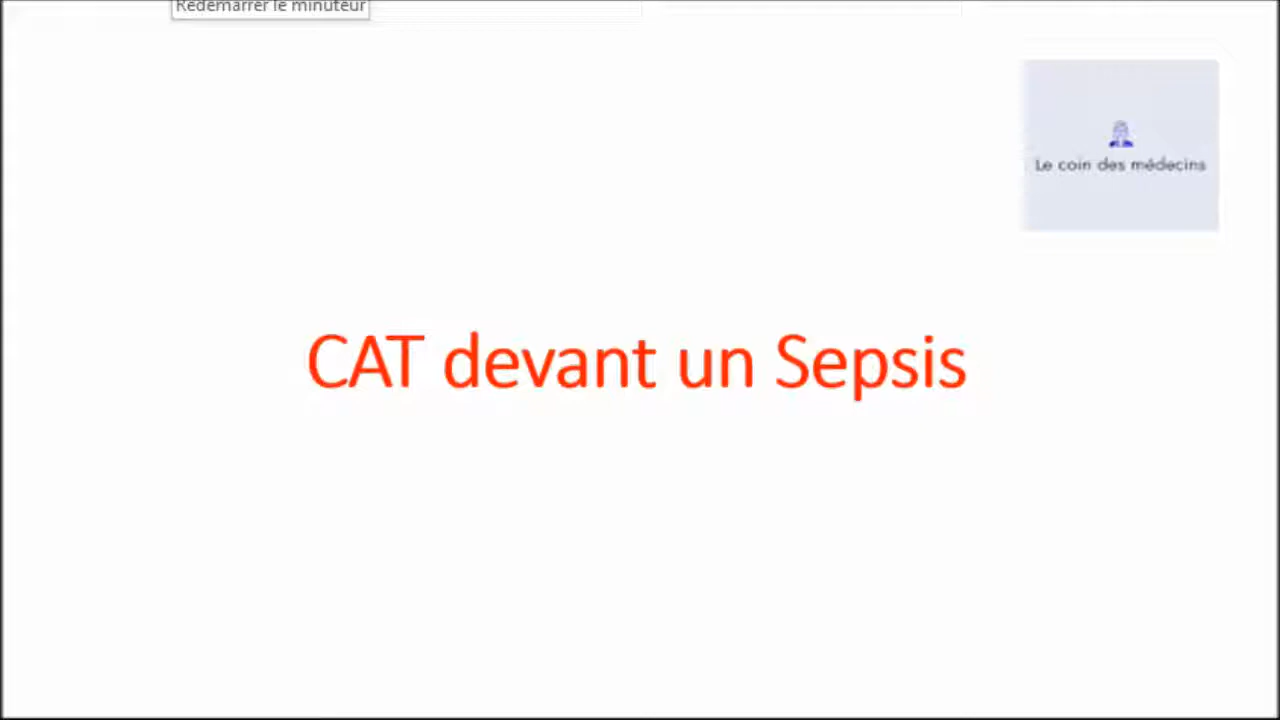 Redémarrer le minuteur
Le coin des médecins
CAT devant un Sepsis